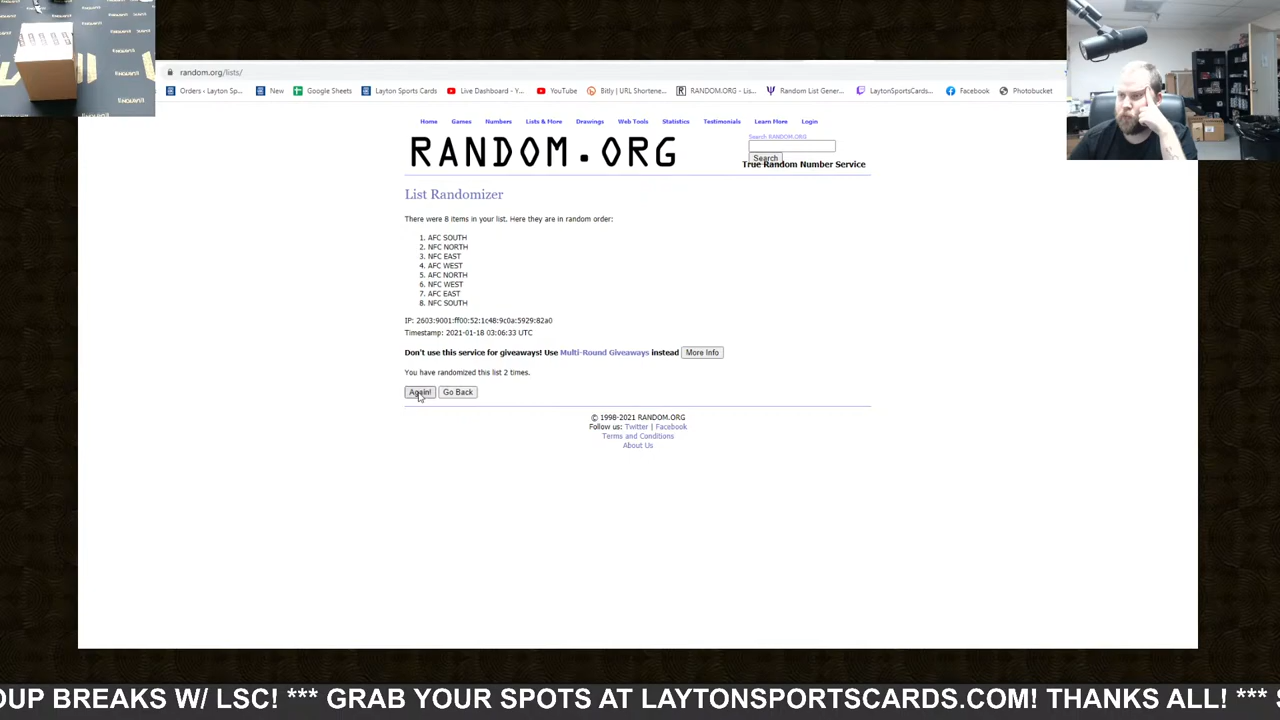 random.org/lists/
Orders ‹ Layton Sp... New Google Sheets Layton Sports Cards Live Dashboard - Y... YouTube Bitly | URL Shortene... RANDOM.ORG - Lis... Random List Gener... LaytonSportsCards... Facebook Photobucket
Home Games Numbers Lists & More Drawings Web Tools Statistics Testimonials Learn More Login
Search RANDOM.ORG
RANDOM.ORG
Search
True Random Number Service
List Randomizer
There were 8 items in your list. Here they are in random order:
1. AFC SOUTH
2. NFC NORTH
3. NFC EAST
4. AFC WEST
5. AFC NORTH
6. NFC WEST
7. AFC EAST
8. NFC SOUTH
IP: 2603:9001:ff00:52:1c48:9c0a:5929:82a0
Timestamp: 2021-01-18 03:06:33 UTC
Don't use this service for giveaways! Use Multi-Round Giveaways instead More Info
You have randomized this list 2 times.
Again! Go Back
© 1998-2021 RANDOM.ORG
Follow us: Twitter | Facebook
Terms and Conditions
About Us
OUP BREAKS W/ LSC! *** GRAB YOUR SPOTS AT LAYTONSPORTSCARDS.COM! THANKS ALL! *** S